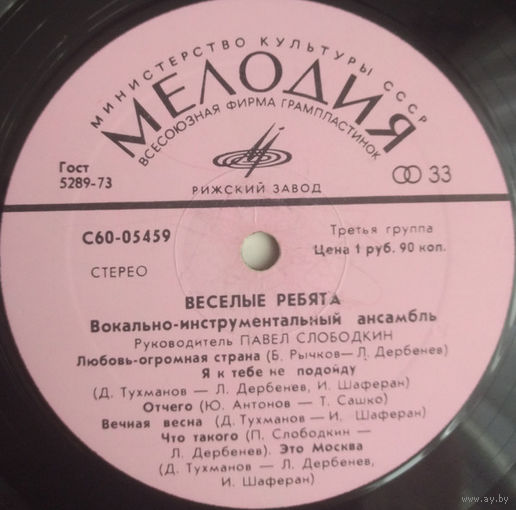 МИНИСТЕРСТВО КУЛЬТУРЫ СССР
МЕЛОДИЯ
ВСЕСОЮЗНАЯ ФИРМА ГРАМПЛАСТИНОК
Гост
5289-73
РИЖСКИЙ ЗАВОД
33
С60-05459
Третья группа
Цена 1 руб. 90 коп.
СТЕРЕО
ВЕСЕЛЫЕ РЕБЯТА
Вокально-инструментальный ансамбль
Руководитель ПАВЕЛ СЛОБОДКИН
Любовь-огромная страна (Б. Рычков— Л. Дербенев)
Я к тебе не подойду
(Д. Тухманов — Л. Дербенев, И. Шаферан)
Отчего (Ю. Антонов — Т. Сашко)
Вечная весна (Д. Тухманов— И. Шаферан)
Что такого (П. Слободкин —
Л. Дербенев). Это Москва
(Д. Тухманов — Л. Дербенев,
И. Шаферан)
www.ay.by